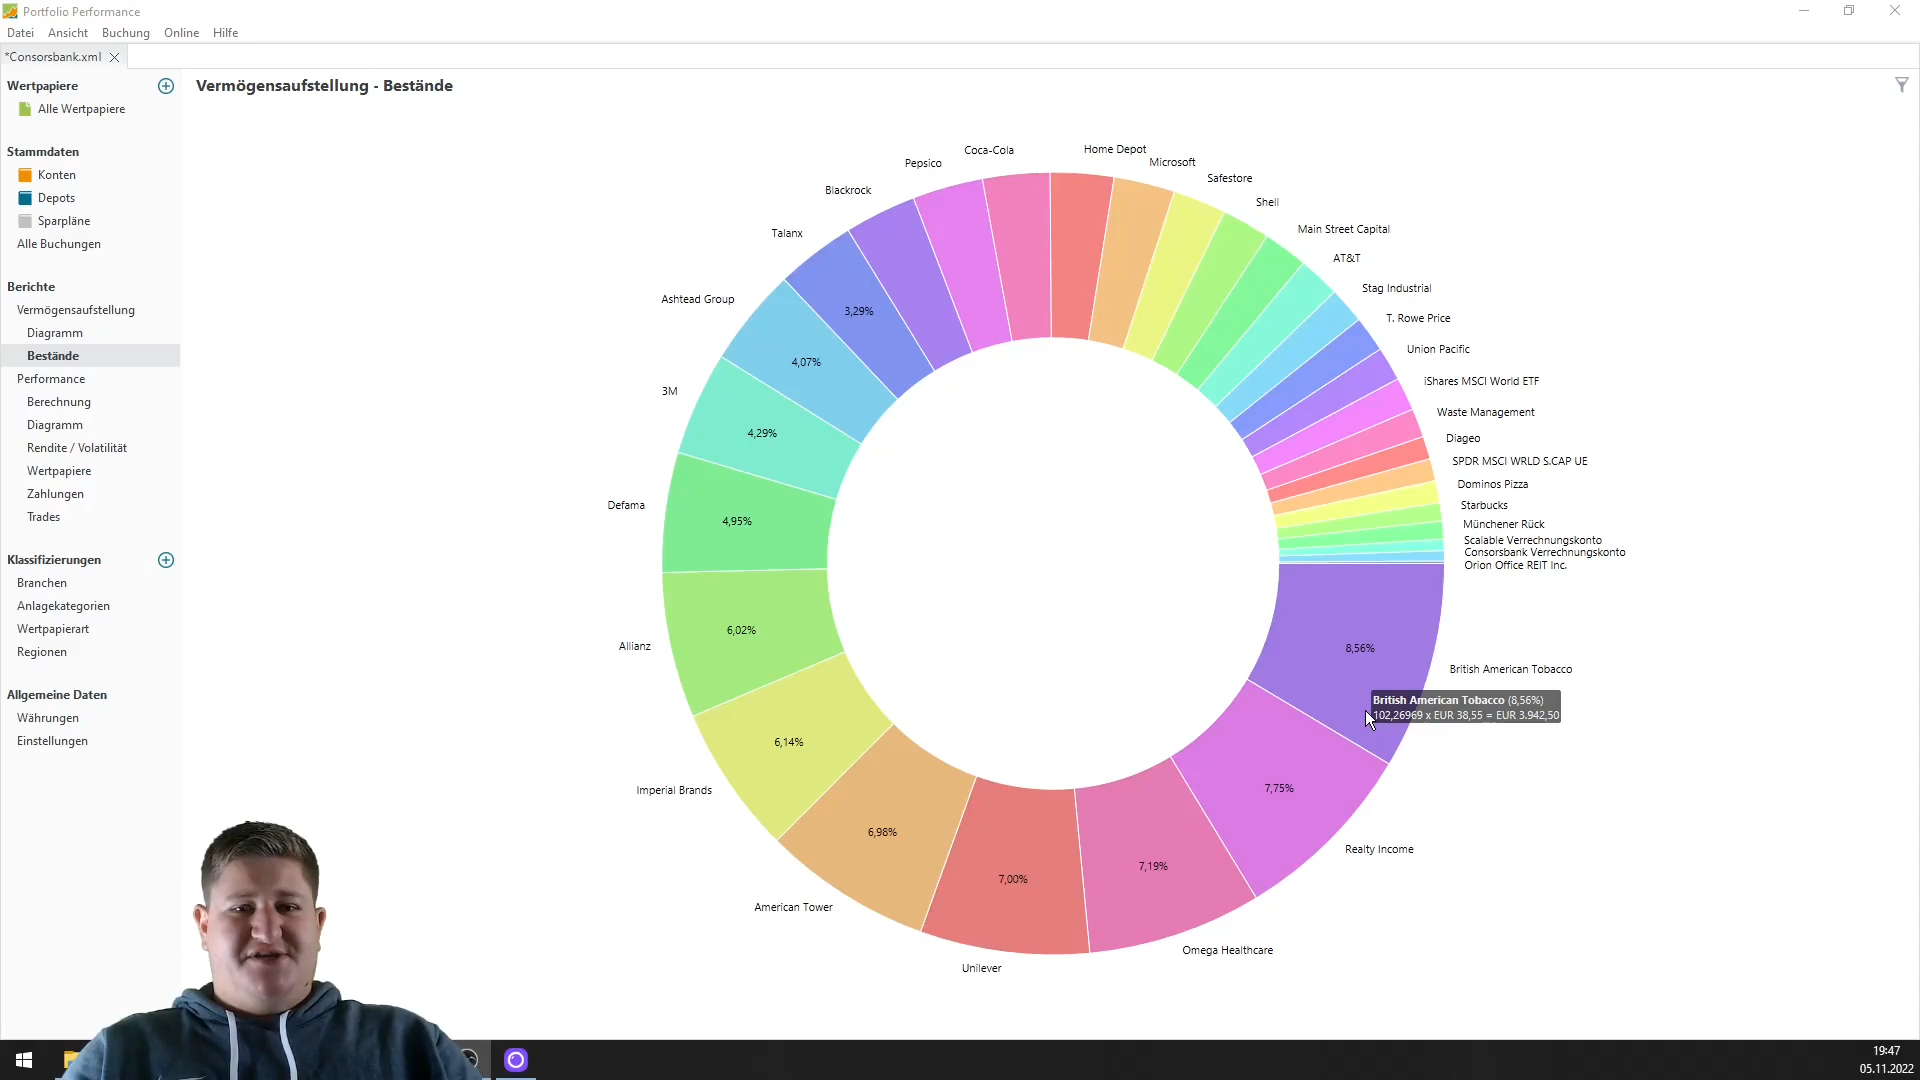 Portfolio Performance
Datei Ansicht Buchung Online Hilfe
*Consorsbank.xml
Wertpapiere
Alle Wertpapiere
Stammdaten
Konten
Depots
Sparpläne
Alle Buchungen
Berichte
Vermögensaufstellung
Diagramm
Bestände
Performance
Berechnung
Diagramm
Rendite / Volatilität
Wertpapiere
Zahlungen
Trades
Klassifizierungen
Branchen
Anlagekategorien
Wertpapierart
Regionen
Allgemeine Daten
Währungen
Einstellungen
Vermögensaufstellung - Bestände
Home Depot
Microsoft
Safestore
Shell
Main Street Capital
AT&T
Stag Industrial
T. Rowe Price
Union Pacific
iShares MSCI World ETF
Waste Management
Diageo
SPDR MSCI WRLD S.CAP UE
Dominos Pizza
Starbucks
Münchener Rück
Scalable Verrechnungskonto
Consorsbank Verrechnungskonto
Orion Office REIT Inc.
8,56%
British American Tobacco
British American Tobacco (8,56%)
102,26969 x EUR 38,55 = EUR 3.942,50
7,75%
Realty Income
7,19%
Omega Healthcare
7,00%
Unilever
6,98%
American Tower
6,14%
Imperial Brands
6,02%
Allianz
4,95%
Defama
4,29%
3M
4,07%
Ashtead Group
3,29%
Talanx
Blackrock
Pepsico
Coca-Cola
19:47
05.11.2022